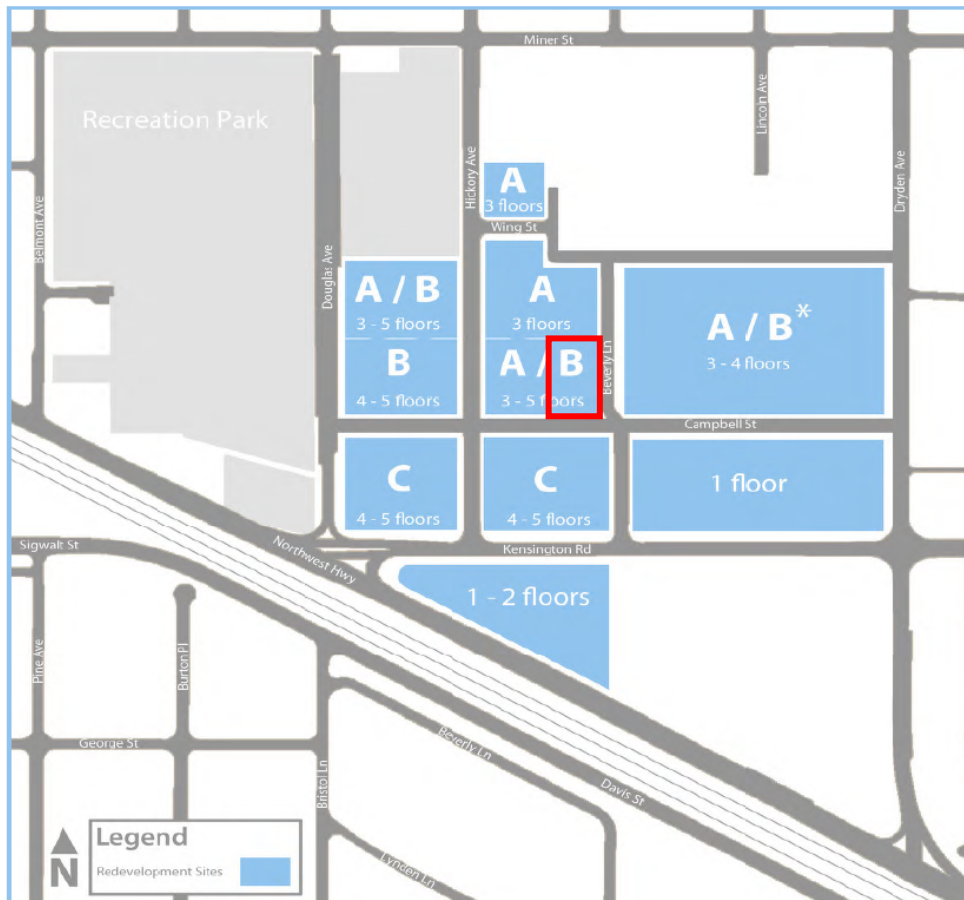 Miner St
Recreation Park
Lincoln Ave
Hickory Ave
Dryden Ave
Belmont Ave
A
3 floors
Wing St
Douglas Ave
A / B
3 - 5 floors
A
3 floors
A / B*
3 - 4 floors
Beverly Ln
B
4 - 5 floors
A / B
3 - 5 floors
Campbell St
C
4 - 5 floors
C
4 - 5 floors
1 floor
Sigwalt St
Northwest Hwy
Kensington Rd
1 - 2 floors
Pine Ave
Burton Pl
George St
Bristol Ln
Beverly Ln
Davis St
Lynden Ln
N
Legend
Redevelopment Sites